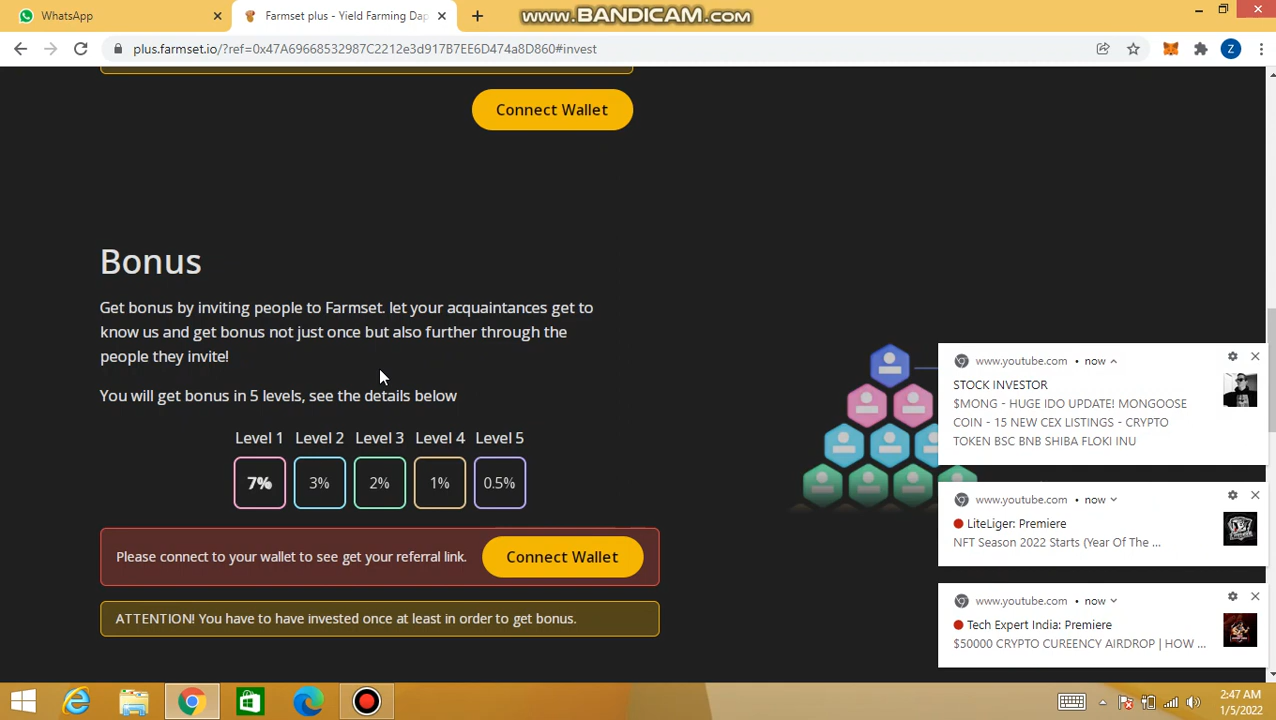 WhatsApp
Farmset plus - Yield Farming Dap
www.BANDICAM.com
plus.farmset.io/?ref=0x47A69668532987C2212e3d917B7EE6D474a8D860#invest
Z
Connect Wallet
Bonus
Get bonus by inviting people to Farmset. let your acquaintances get to
know us and get bonus not just once but also further through the
people they invite!
You will get bonus in 5 levels, see the details below
Level 1 Level 2 Level 3 Level 4 Level 5
7% 3% 2% 1% 0.5%
Please connect to your wallet to see get your referral link.
Connect Wallet
ATTENTION! You have to have invested once at least in order to get bonus.
www.youtube.com • now
STOCK INVESTOR
$MONG - HUGE IDO UPDATE! MONGOOSE
COIN - 15 NEW CEX LISTINGS - CRYPTO
TOKEN BSC BNB SHIBA FLOKI INU
www.youtube.com • now
LiteLiger: Premiere
NFT Season 2022 Starts (Year Of The ...
www.youtube.com • now
Tech Expert India: Premiere
$50000 CRYPTO CUREENCY AIRDROP | HOW ...
2:47 AM
1/5/2022